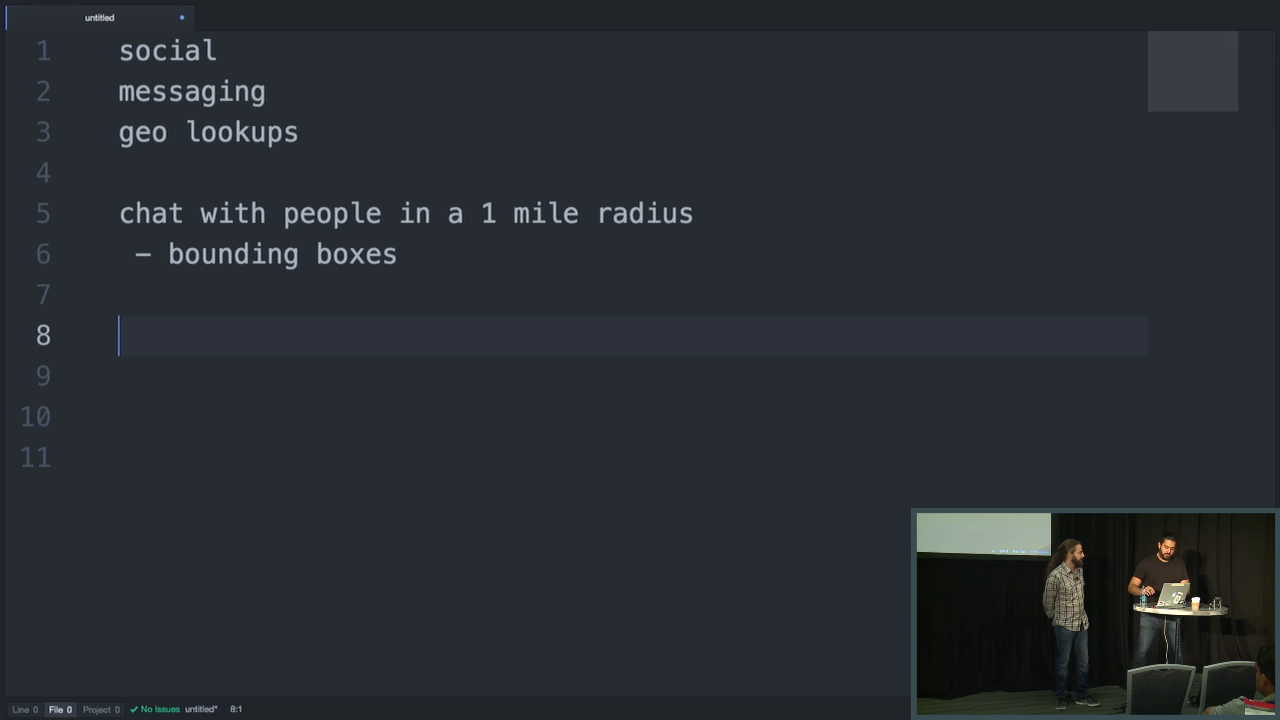 untitled
1 social
2 messaging
3 geo lookups
4
5 chat with people in a 1 mile radius
6 - bounding boxes
7
8
9
10
11
Line 0 File 0 Project 0 ✓ No Issues untitled* 8:1